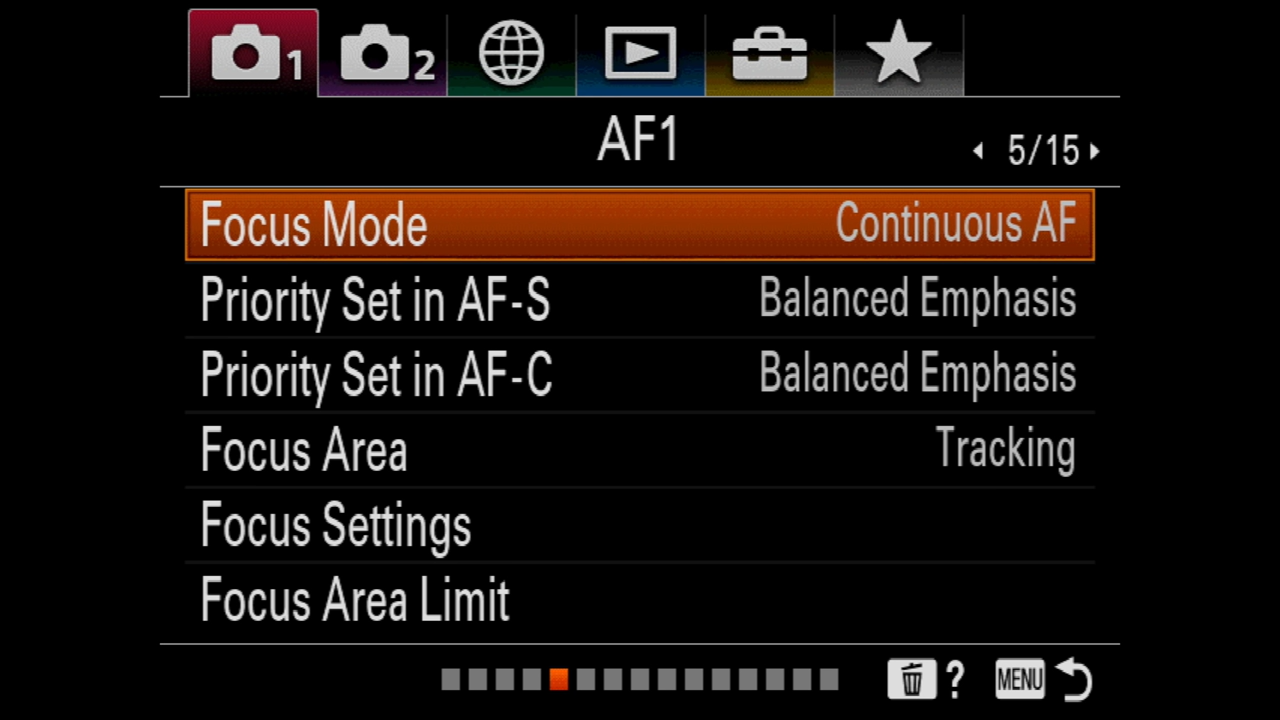 1 2
AF1
5/15
Focus Mode Continuous AF
Priority Set in AF-S Balanced Emphasis
Priority Set in AF-C Balanced Emphasis
Focus Area Tracking
Focus Settings
Focus Area Limit
? MENU